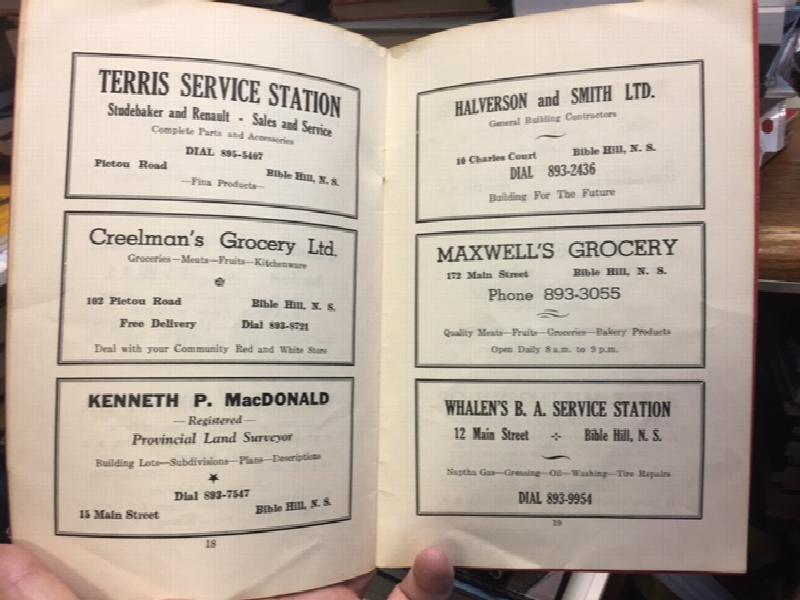 TERRIS SERVICE STATION
Studebaker and Renault - Sales and Service
Complete Parts and Accessories
DIAL 895-5407
Pictou Road Bible Hill, N. S.
—Fina Products—
Creelman's Grocery Ltd.
Groceries—Meats—Fruits—Kitchenware
102 Pictou Road Bible Hill, N. S.
Free Delivery Dial 893-8721
Deal with your Community Red and White Store
KENNETH P. MacDONALD
— Registered —
Provincial Land Surveyor
Building Lots—Subdivisions—Plans—Descriptions
Dial 893-7547
15 Main Street Bible Hill, N. S.
18
HALVERSON and SMITH LTD.
General Building Contractors
10 Charles Court Bible Hill, N. S.
DIAL 893-2436
Building For The Future
MAXWELL'S GROCERY
172 Main Street Bible Hill, N. S.
Phone 893-3055
Quality Meats—Fruits—Groceries—Bakery Products
Open Daily 8 a.m. to 9 p.m.
WHALEN'S B. A. SERVICE STATION
12 Main Street Bible Hill, N. S.
Naptha Gas—Greasing—Oil—Washing—Tire Repairs
DIAL 893-9954
19